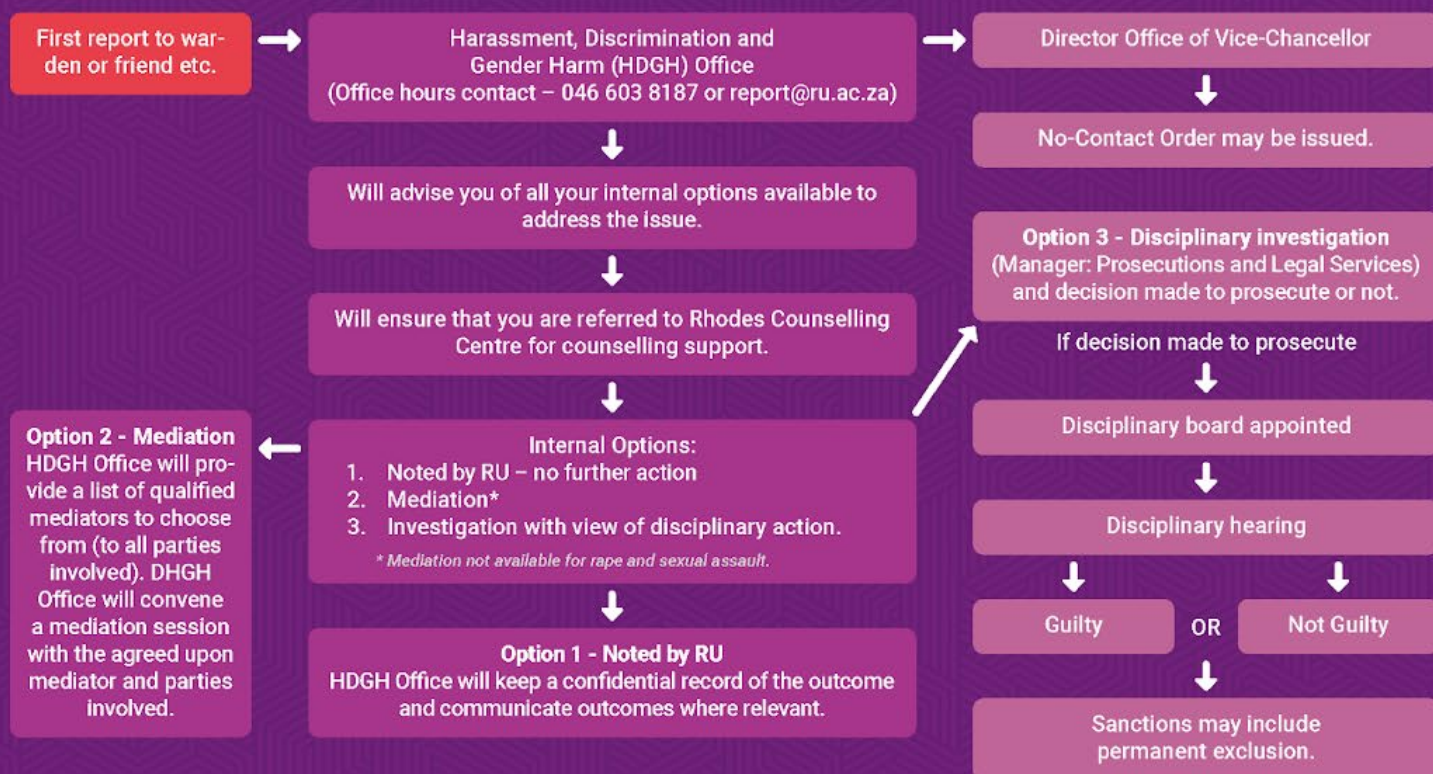 First report to war-
den or friend etc.
Harassment, Discrimination and
Gender Harm (HDGH) Office
(Office hours contact – 046 603 8187 or report@ru.ac.za)
Director Office of Vice-Chancellor
No-Contact Order may be issued.
Will advise you of all your internal options available to
address the issue.
Will ensure that you are referred to Rhodes Counselling
Centre for counselling support.
Internal Options:
1. Noted by RU – no further action
2. Mediation*
3. Investigation with view of disciplinary action.
* Mediation not available for rape and sexual assault.
Option 1 - Noted by RU
HDGH Office will keep a confidential record of the outcome
and communicate outcomes where relevant.
Option 2 - Mediation
HDGH Office will pro-
vide a list of qualified
mediators to choose
from (to all parties
involved). DHGH
Office will convene
a mediation session
with the agreed upon
mediator and parties
involved.
Option 3 - Disciplinary investigation
(Manager: Prosecutions and Legal Services)
and decision made to prosecute or not.
If decision made to prosecute
Disciplinary board appointed
Disciplinary hearing
Guilty
OR
Not Guilty
Sanctions may include
permanent exclusion.